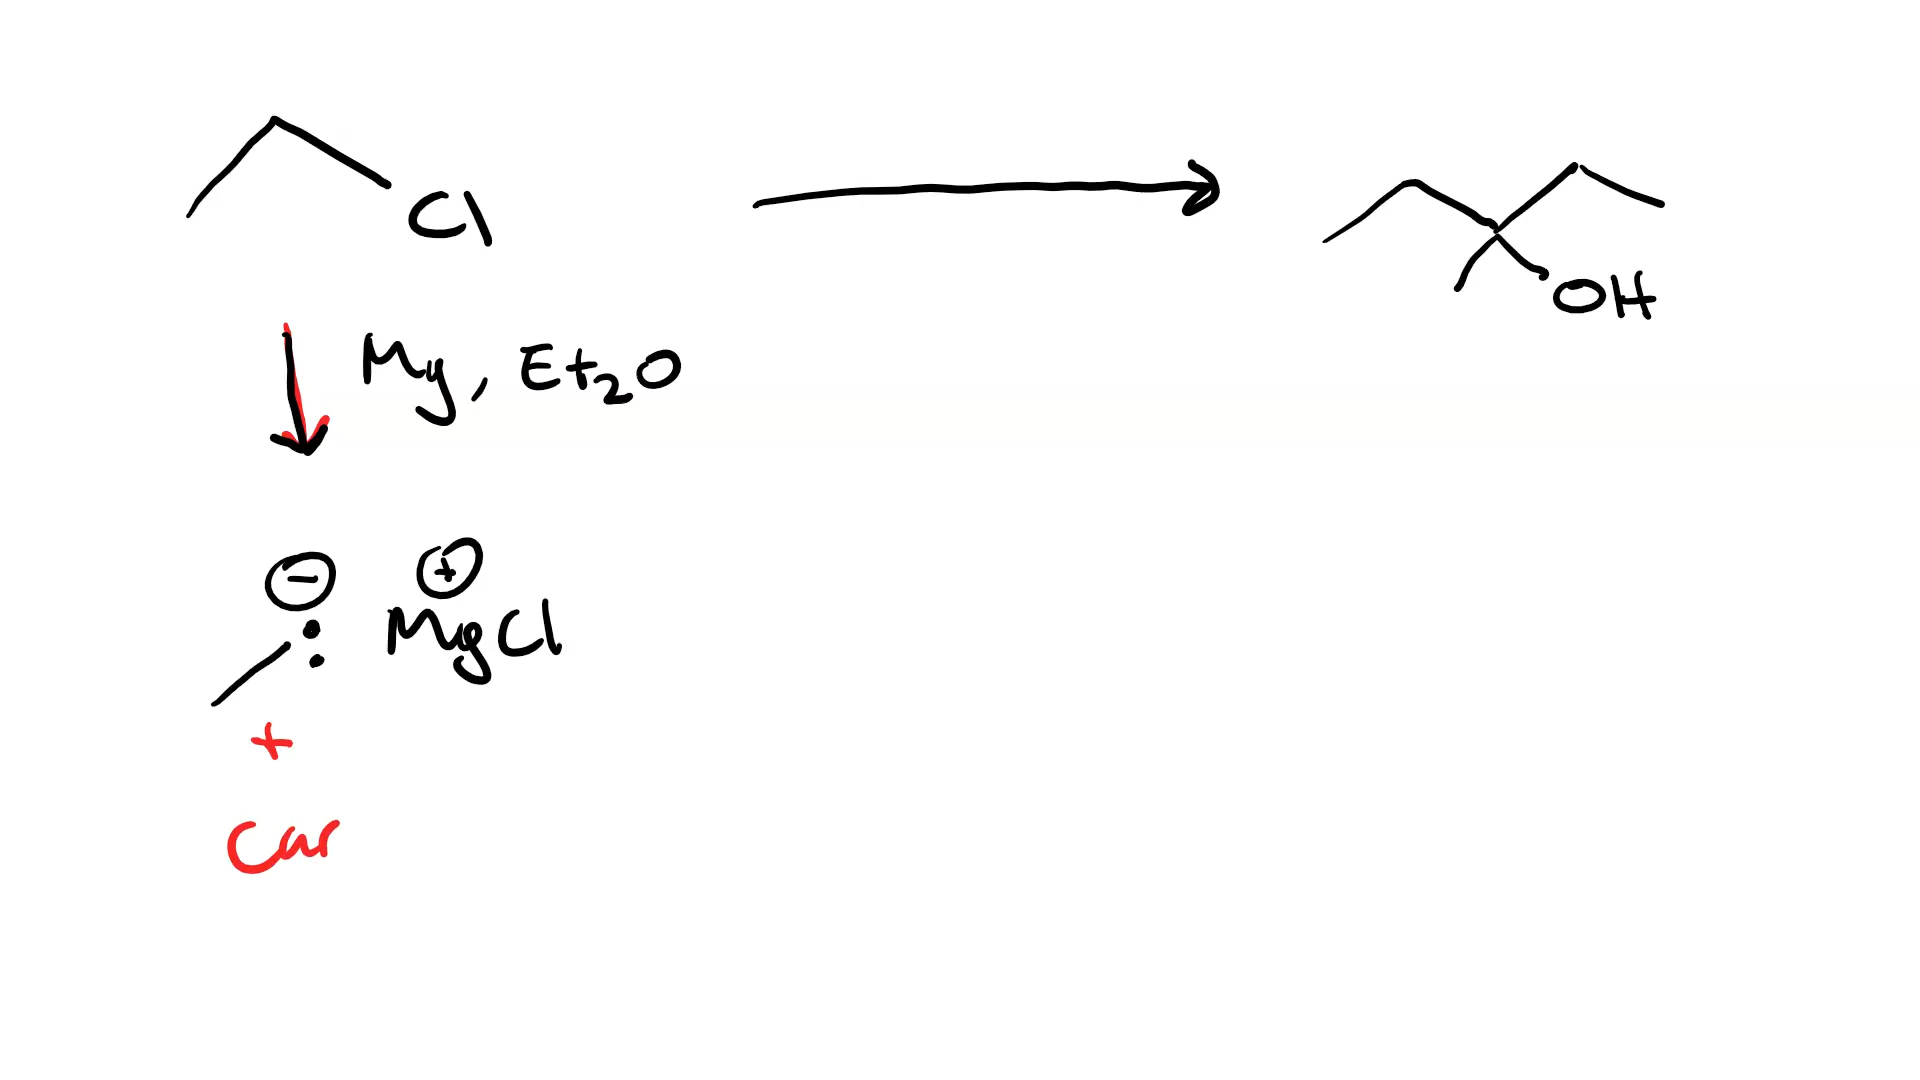 Cl
OH
Mg, Et₂O
⊖ ⊕
: MgCl
+
Car